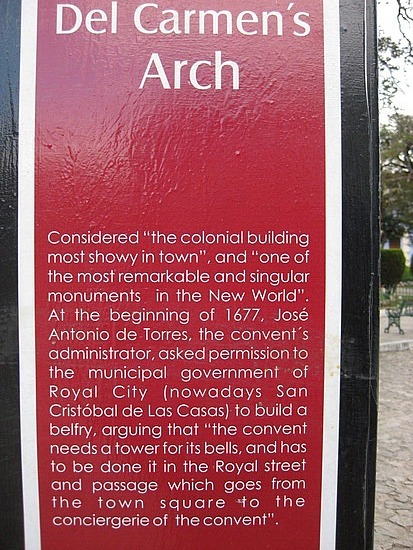 Del Carmen´s
Arch
Considered “the colonial building
most showy in town”, and “one of
the most remarkable and singular
monuments in the New World”.
At the beginning of 1677, José
Antonio de Torres, the convent´s
administrator, asked permission to
the municipal government of
Royal City (nowadays San
Cristóbal de Las Casas) to build a
belfry, arguing that “the convent
needs a tower for its bells, and has
to be done it in the Royal street
and passage which goes from
the town square to the
conciergerie of the convent”.